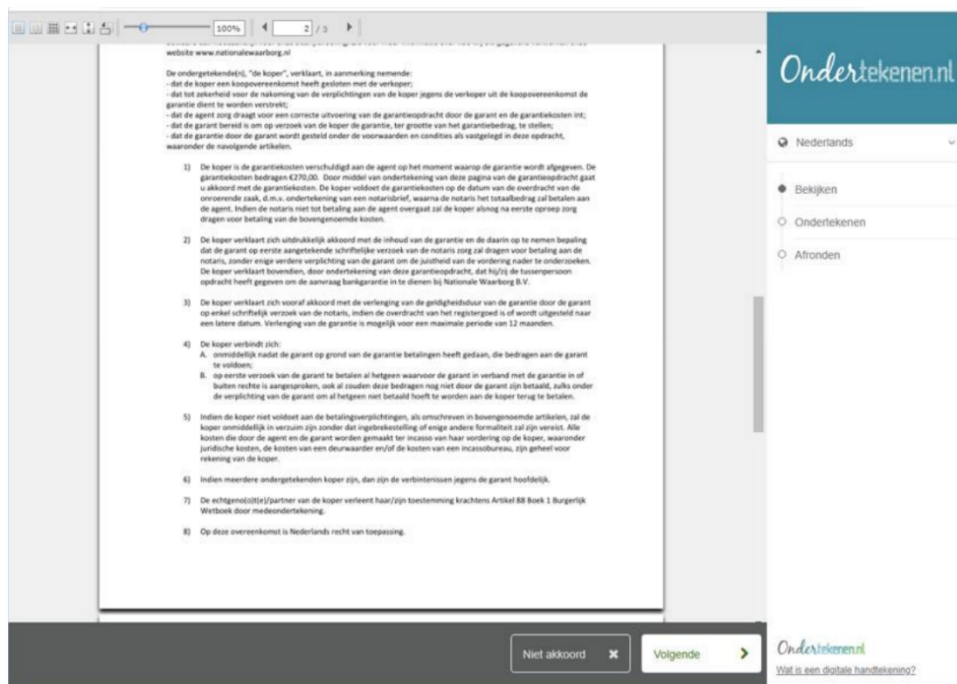 100%
2 / 3
website www.nationalewaarborg.nl
De ondergetekende(n), "de koper", verklaart, in aanmerking nemende:
- dat de koper een koopovereenkomst heeft gesloten met de verkoper;
- dat tot zekerheid voor de nakoming van de verplichtingen van de koper jegens de verkoper uit de koopovereenkomst de
garantie dient te worden verstrekt;
- dat de agent zorg draagt voor een correcte uitvoering van de garantieopdracht door de garant en de garantiekosten int;
- dat de garant bereid is om op verzoek van de koper de garantie, ter grootte van het garantiebedrag, te stellen;
- dat de garantie door de garant wordt gesteld onder de voorwaarden en condities als vastgelegd in deze opdracht,
waaronder de navolgende artikelen.
1) De koper is de garantiekosten verschuldigd aan de agent op het moment waarop de garantie wordt afgegeven. De
garantiekosten bedragen €270,00. Door middel van ondertekening van deze pagina van de garantieopdracht gaat
u akkoord met de garantiekosten. De koper voldoet de garantiekosten op de datum van de overdracht van de
onroerende zaak, d.m.v. ondertekening van een notarisbrief, waarna de notaris het totaalbedrag zal betalen aan
de agent. Indien de notaris niet tot betaling aan de agent overgaat zal de koper alsnog na eerste oproep zorg
dragen voor betaling van de bovengenoemde kosten.
2) De koper verklaart zich uitdrukkelijk akkoord met de inhoud van de garantie en de daarin op te nemen bepaling
dat de garant op eerste aangetekende schriftelijke verzoek van de notaris zorg zal dragen voor betaling aan de
notaris, zonder enige verdere verplichting van de garant om de juistheid van de vordering nader te onderzoeken.
De koper verklaart bovendien, door ondertekening van deze garantieopdracht, dat hij/zij de tussenpersoon
opdracht heeft gegeven om de aanvraag bankgarantie in te dienen bij Nationale Waarborg B.V.
3) De koper verklaart zich vooraf akkoord met de verlenging van de geldigheidsduur van de garantie door de garant
op enkel schriftelijk verzoek van de notaris, indien de overdracht van het registergoed is of wordt uitgesteld naar
een latere datum. Verlenging van de garantie is mogelijk voor een maximale periode van 12 maanden.
4) De koper verbindt zich:
A. onmiddellijk nadat de garant op grond van de garantie betalingen heeft gedaan, die bedragen aan de garant
te voldoen;
B. op eerste verzoek van de garant te betalen al hetgeen waarvoor de garant in verband met de garantie in of
buiten rechte is aangesproken, ook al zouden deze bedragen nog niet door de garant zijn betaald, zulks onder
de verplichting van de garant om al hetgeen niet betaald hoeft te worden aan de koper terug te betalen.
5) Indien de koper niet voldoet aan de betalingsverplichtingen, als omschreven in bovengenoemde artikelen, zal de
koper onmiddellijk in verzuim zijn zonder dat ingebrekestelling of enige andere formaliteit zal zijn vereist. Alle
kosten die door de agent en de garant worden gemaakt ter incasso van haar vordering op de koper, waaronder
juridische kosten, de kosten van een deurwaarder en/of de kosten van een incassobureau, zijn geheel voor
rekening van de koper.
6) Indien meerdere ondergetekenden koper zijn, dan zijn de verbintenissen jegens de garant hoofdelijk.
7) De echtgeno(o)t(e)/partner van de koper verleent haar/zijn toestemming krachtens Artikel 88 Boek 1 Burgerlijk
Wetboek door medeondertekening.
8) Op deze overeenkomst is Nederlands recht van toepassing.
Niet akkoord
Volgende
Ondertekenen.nl
Nederlands
Bekijken
Ondertekenen
Afronden
Ondertekenen.nl
Wat is een digitale handtekening?